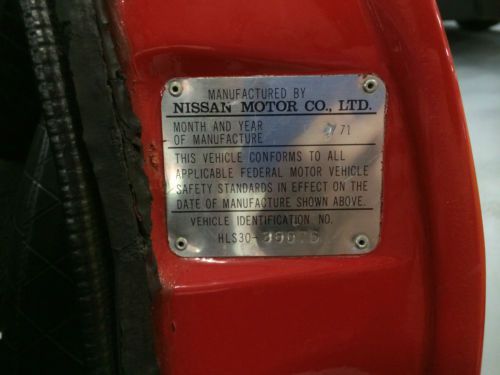 MANUFACTURED BY
NISSAN MOTOR CO., LTD.
MONTH AND YEAR
OF MANUFACTURE /71
THIS VEHICLE CONFORMS TO ALL
APPLICABLE FEDERAL MOTOR VEHICLE
SAFETY STANDARDS IN EFFECT ON THE
DATE OF MANUFACTURE SHOWN ABOVE.
VEHICLE IDENTIFICATION NO.
HLS30-